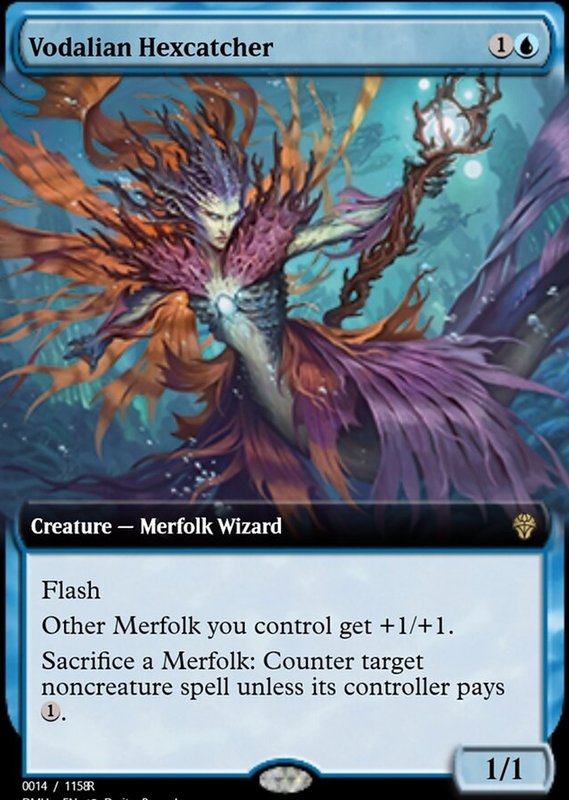 Vodalian Hexcatcher 1
Creature — Merfolk Wizard
Flash
Other Merfolk you control get +1/+1.
Sacrifice a Merfolk: Counter target
noncreature spell unless its controller pays
1.
1/1
0014 / 1158R